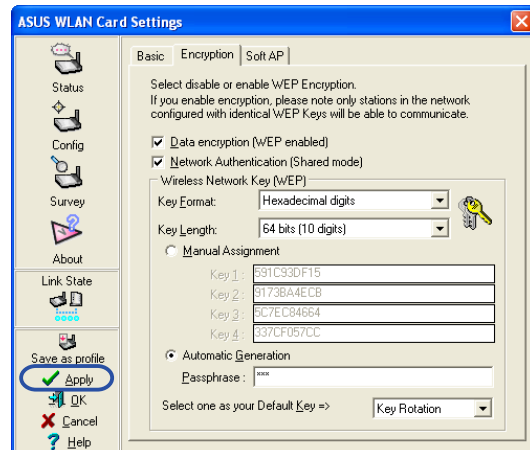 ASUS WLAN Card Settings
Status
Config
Survey
About
Link State
Save as profile
Apply
OK
Cancel
Help
Basic
Encryption
Soft AP
Select disable or enable WEP Encryption.
If you enable encryption, please note only stations in the network
configured with identical WEP Keys will be able to communicate.
Data encryption (WEP enabled)
Network Authentication (Shared mode)
Wireless Network Key (WEP)
Key Format: Hexadecimal digits
Key Length: 64 bits (10 digits)
Manual Assignment
Key 1 : 591C93DF15
Key 2 : 9173BA4ECB
Key 3 : 5C7EC84664
Key 4 : 337CF057CC
Automatic Generation
Passphrase : ***
Select one as your Default Key => Key Rotation